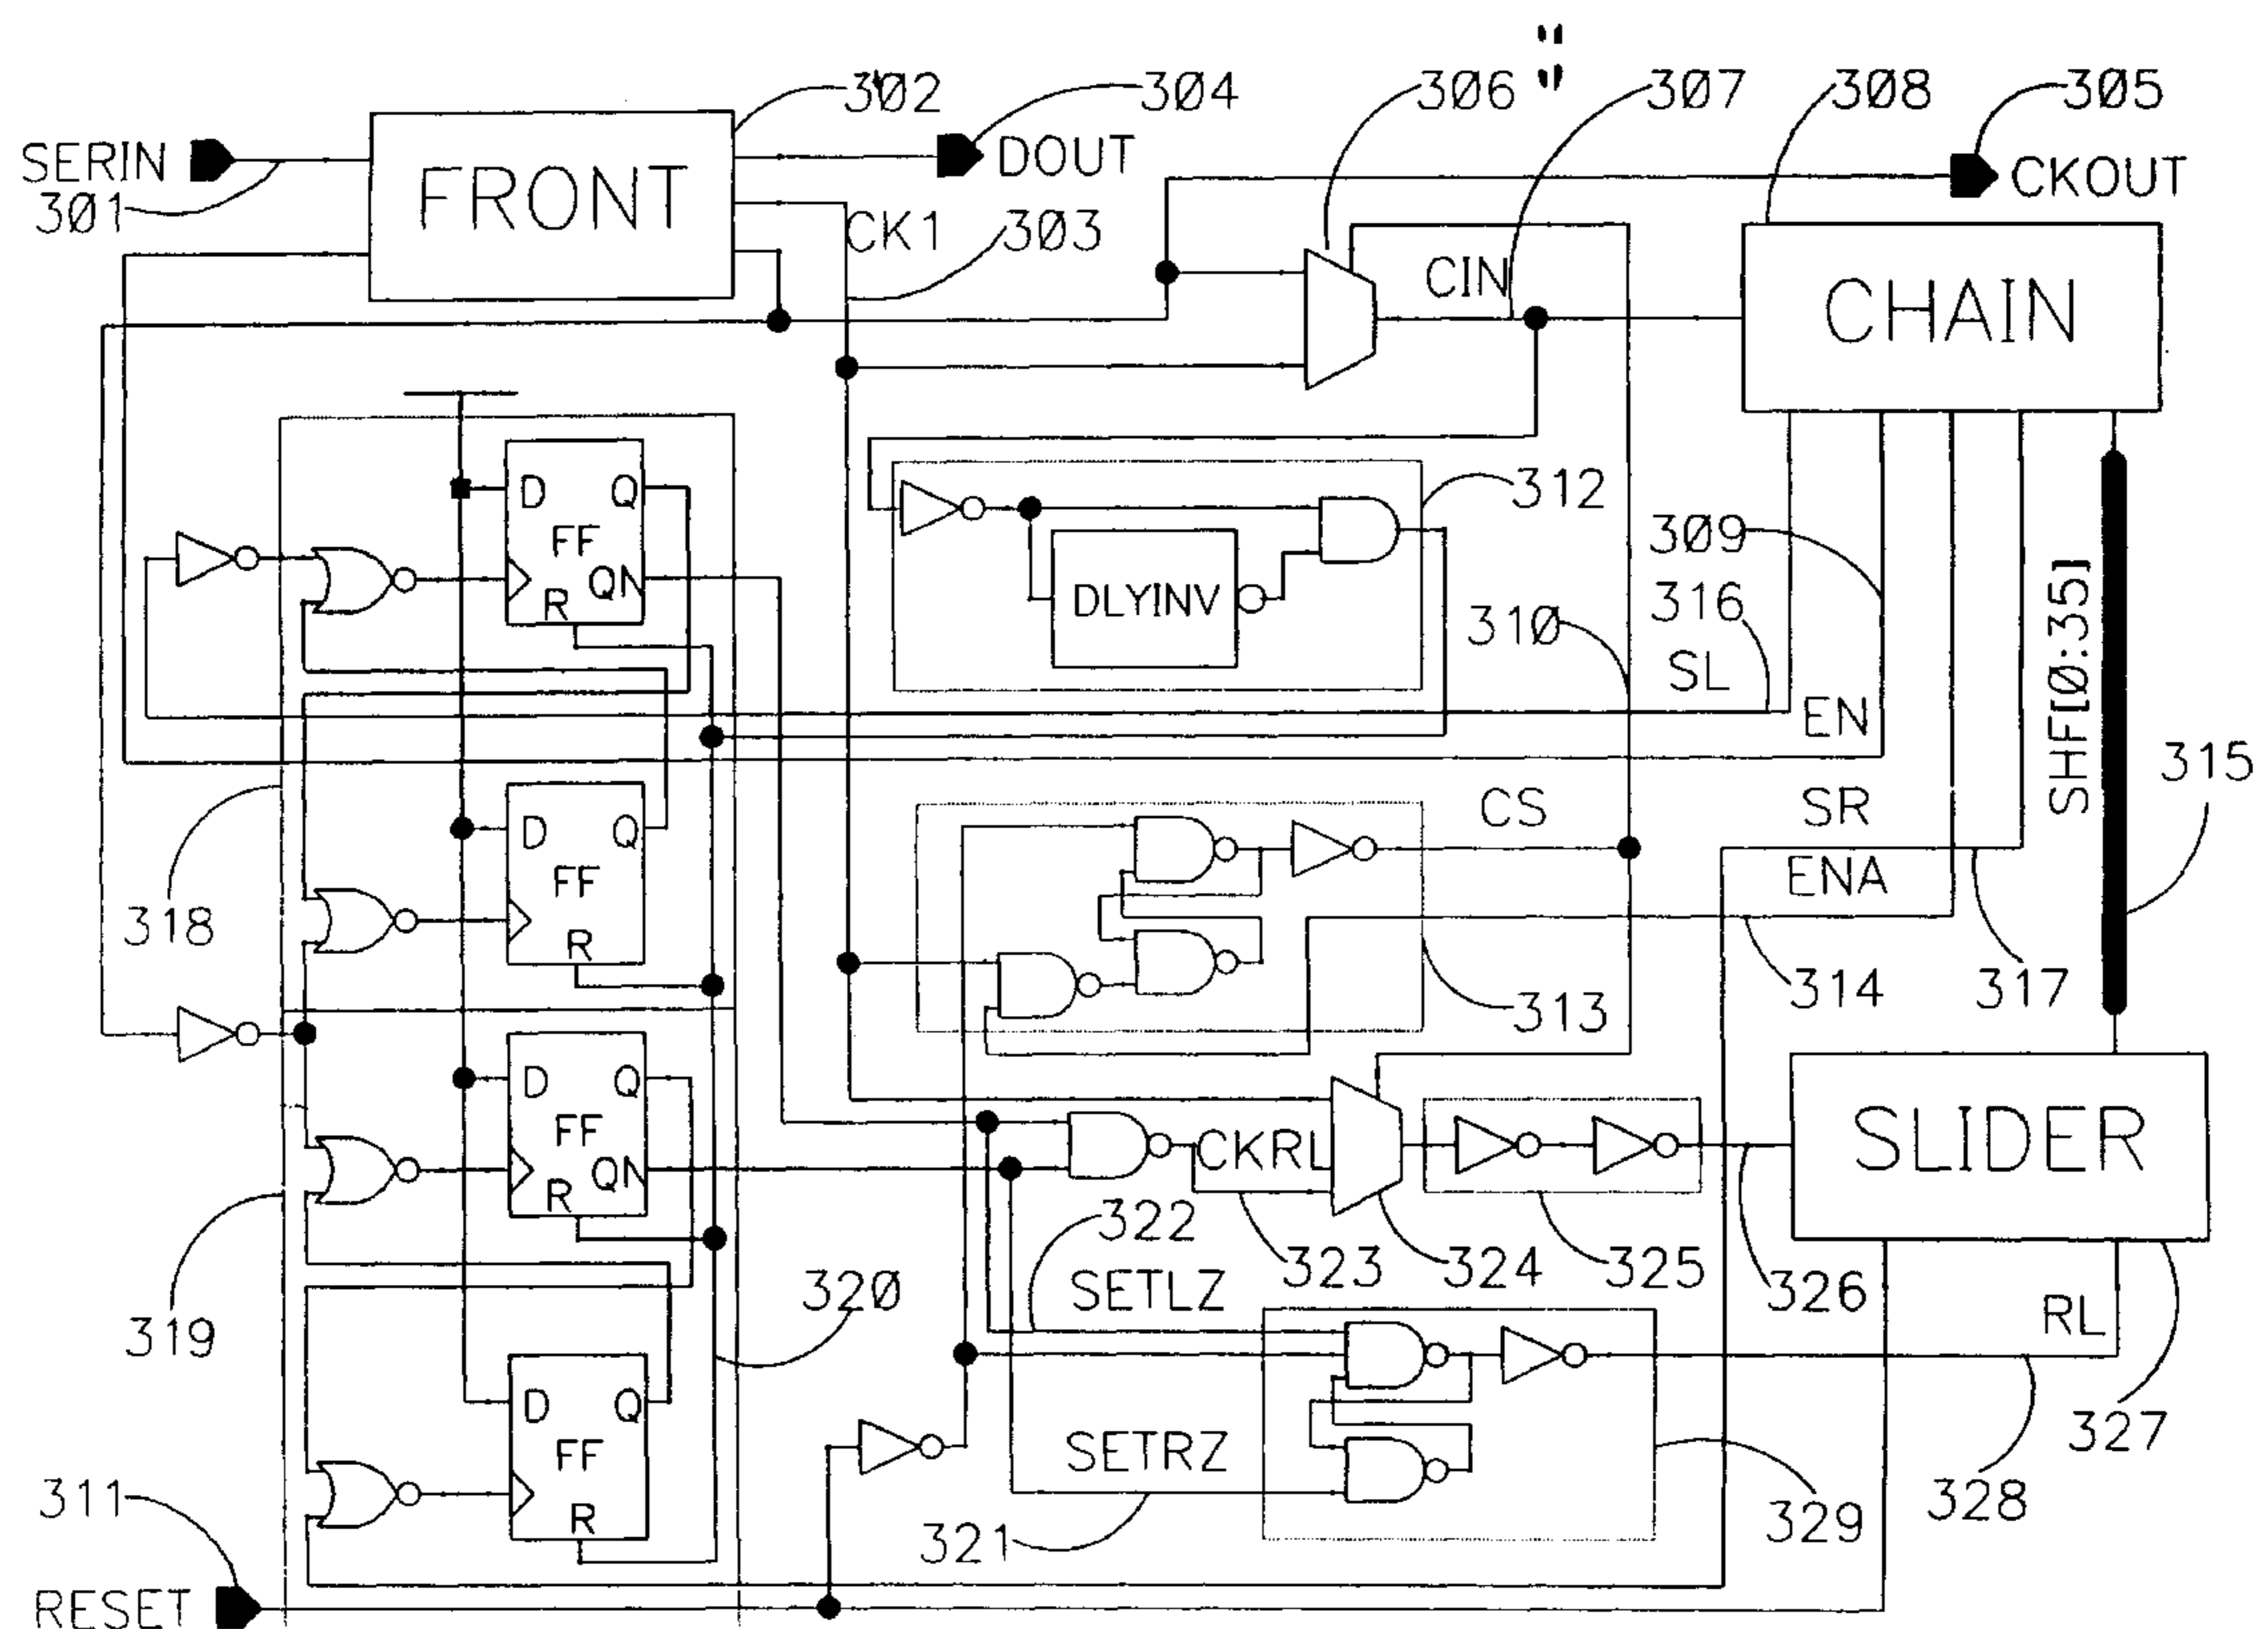 302 304 306 307 308 305
SERIN DOUT CKOUT
301 FRONT CK1 303 CIN CHAIN
D Q 312
FF 309
R QN DLYINV 316
310 SL SHF[0:35]
EN
315
D Q CS SR
FF ENA
318 R 314 317
313
D Q
FF CKRL SLIDER
R QN
322 323 324 325 326
320 SETLZ RL
319
D Q 327
FF SETRZ 328
311 R 321 329
RESET